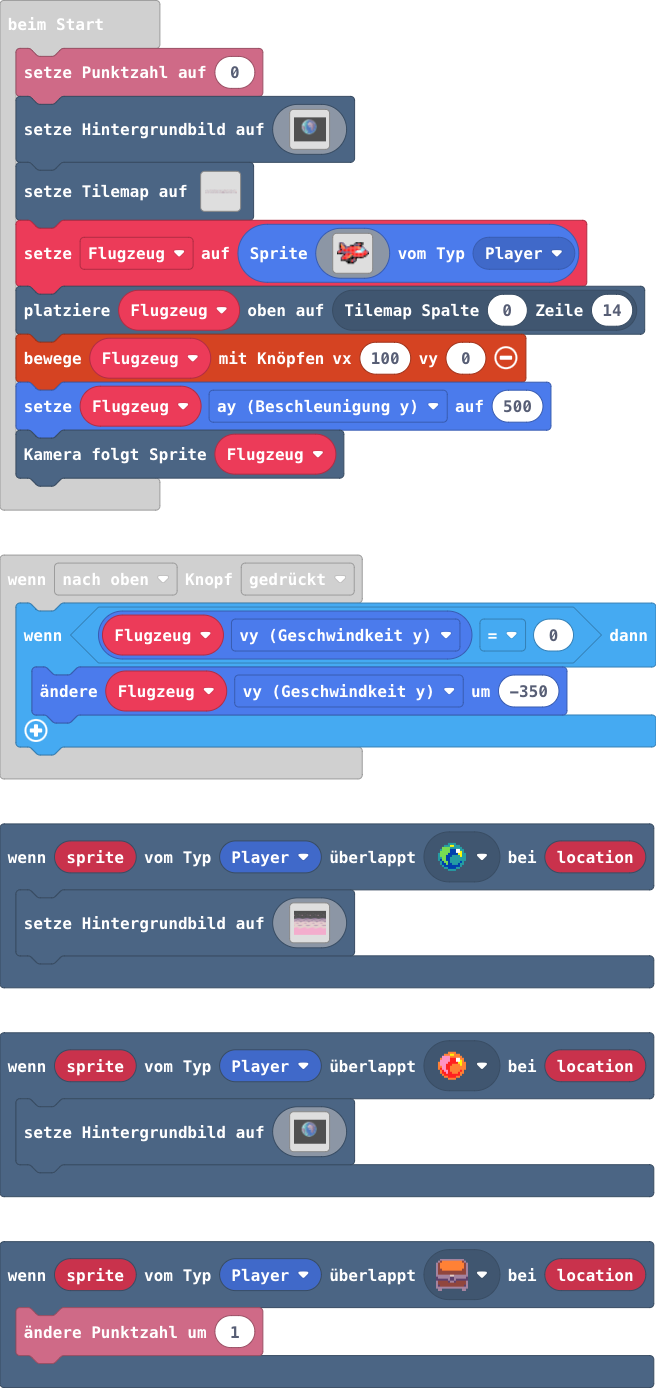 beim Start
setze Punktzahl auf 0
setze Hintergrundbild auf
setze Tilemap auf
setze Flugzeug auf Sprite vom Typ Player
platziere Flugzeug oben auf Tilemap Spalte 0 Zeile 14
bewege Flugzeug mit Knöpfen vx 100 vy 0
setze Flugzeug ay (Beschleunigung y) auf 500
Kamera folgt Sprite Flugzeug
wenn nach oben Knopf gedrückt
wenn Flugzeug vy (Geschwindkeit y) = 0 dann
ändere Flugzeug vy (Geschwindkeit y) um −350
wenn sprite vom Typ Player überlappt bei location
setze Hintergrundbild auf
wenn sprite vom Typ Player überlappt bei location
setze Hintergrundbild auf
wenn sprite vom Typ Player überlappt bei location
ändere Punktzahl um 1